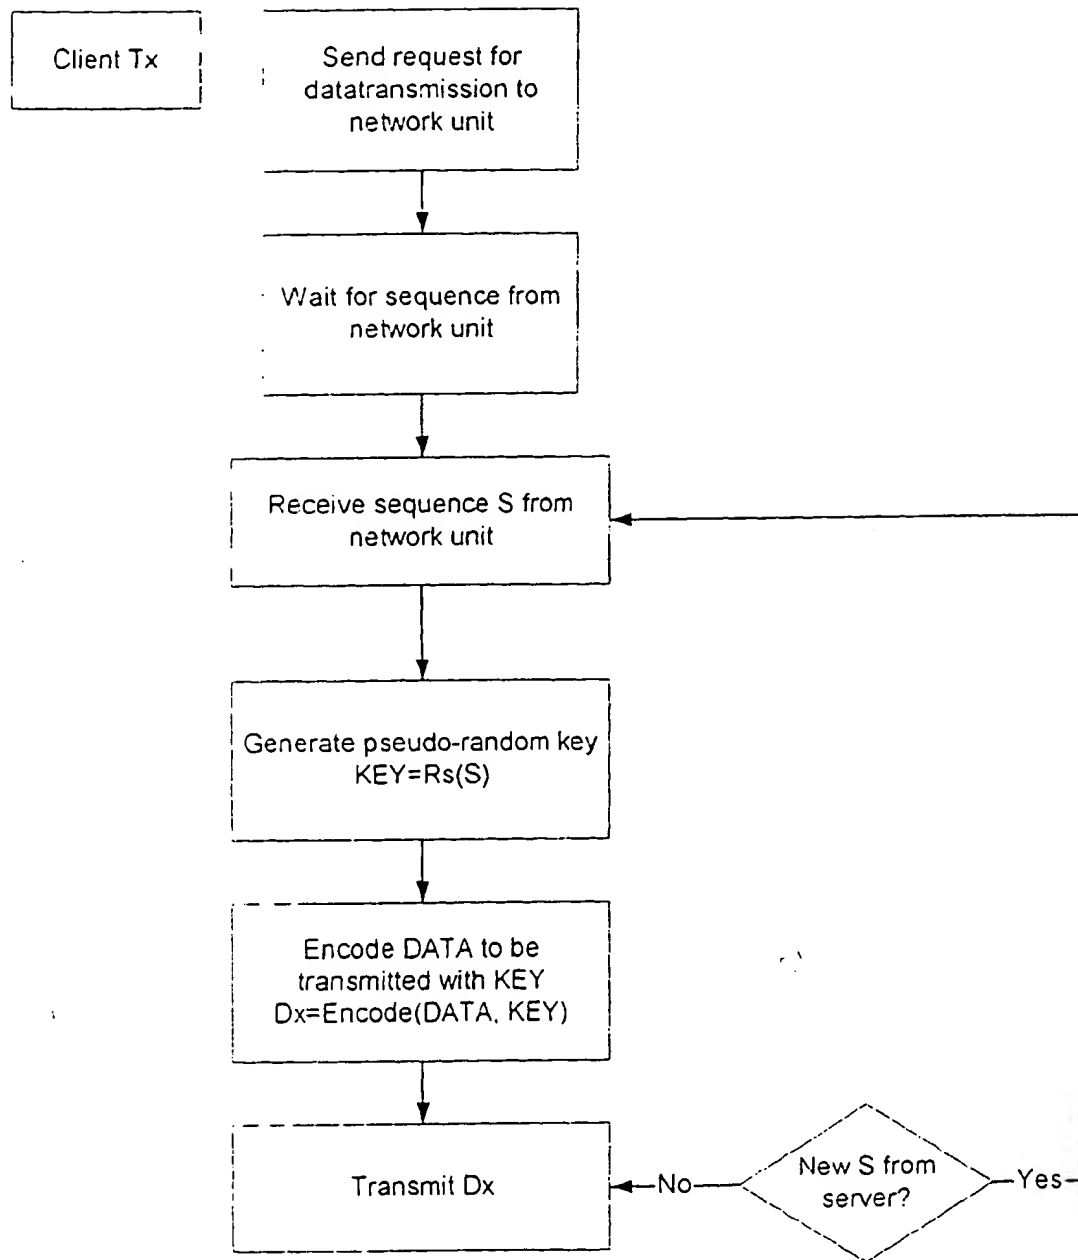 Client Tx
Send request for
datatransmission to
network unit
Wait for sequence from
network unit
Receive sequence S from
network unit
Generate pseudo-random key
KEY=Rs(S)
Encode DATA to be
transmitted with KEY
Dx=Encode(DATA, KEY)
Transmit Dx
No
New S from
server?
Yes